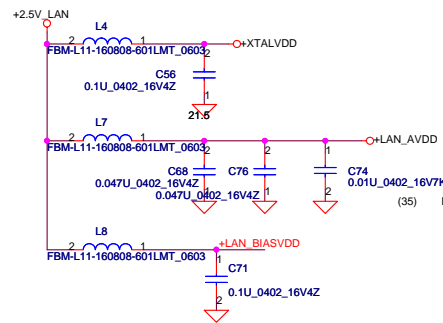 +2.5V_LAN
L4
2 1
FBM-L11-160808-601LMT_0603
+XTALVDD
2
C56
0.1U_0402_16V4Z
1
21.5
L7
2 1
FBM-L11-160808-601LMT_0603
+LAN_AVDD
2 2 1
C68 C76 C74
0.047U_0402_16V4Z 0.01U_0402_16V7K
0.047U_0402_16V4Z
1 1 2
(35)
L8
2 1
FBM-L11-160808-601LMT_0603
+LAN_BIASVDD
1
C71
0.1U_0402_16V4Z
2